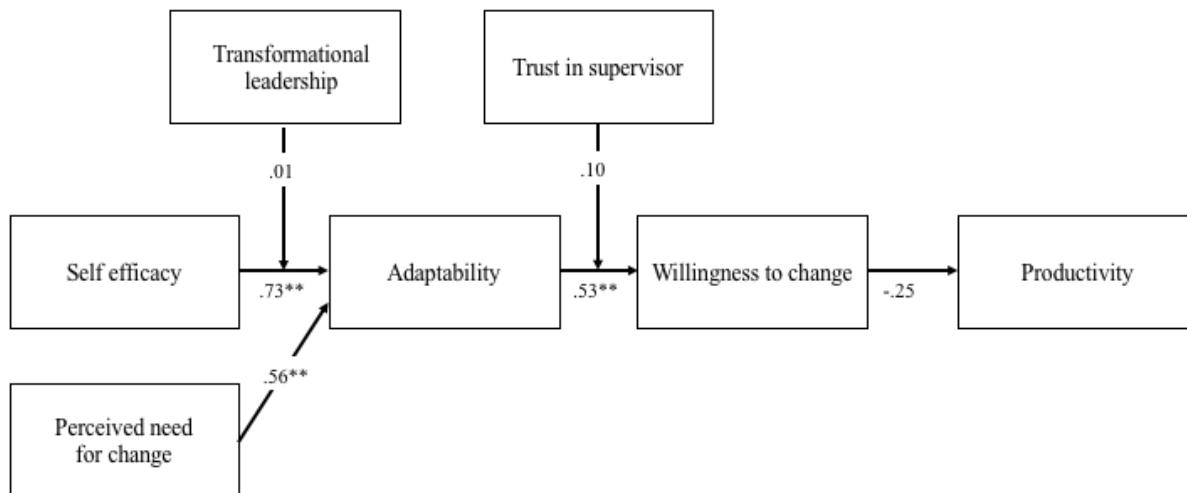 Transformational
leadership
Trust in supervisor
.01
.10
Self efficacy
Adaptability
Willingness to change
Productivity
.73**
.53**
-.25
.56**
Perceived need
for change